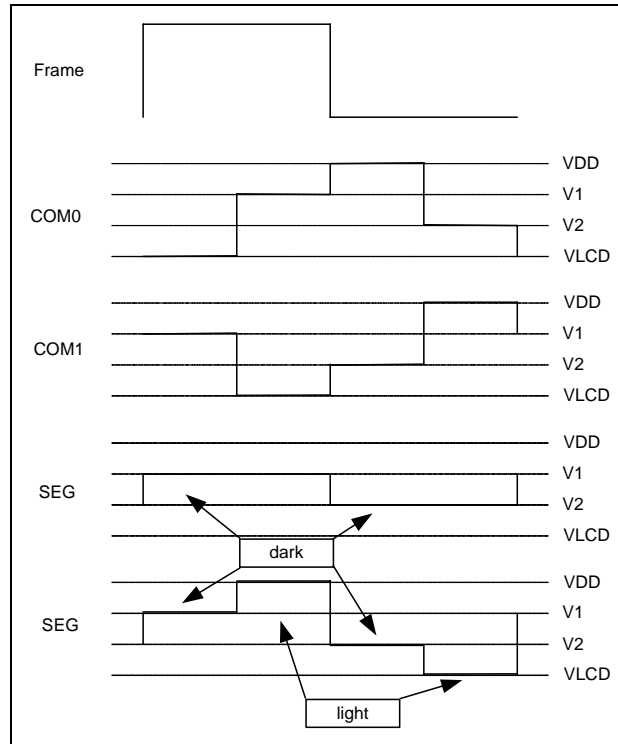 Frame
VDD
V1
COM0
V2
VLCD
VDD
V1
COM1
V2
VLCD
VDD
V1
SEG
V2
VLCD
dark
VDD
V1
SEG
V2
VLCD
light